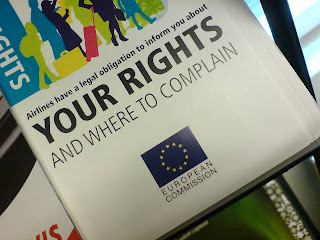 RIGHTS
Airlines have a legal obligation to inform you about
YOUR RIGHTS
AND WHERE TO COMPLAIN
EUROPEAN
COMMISSION